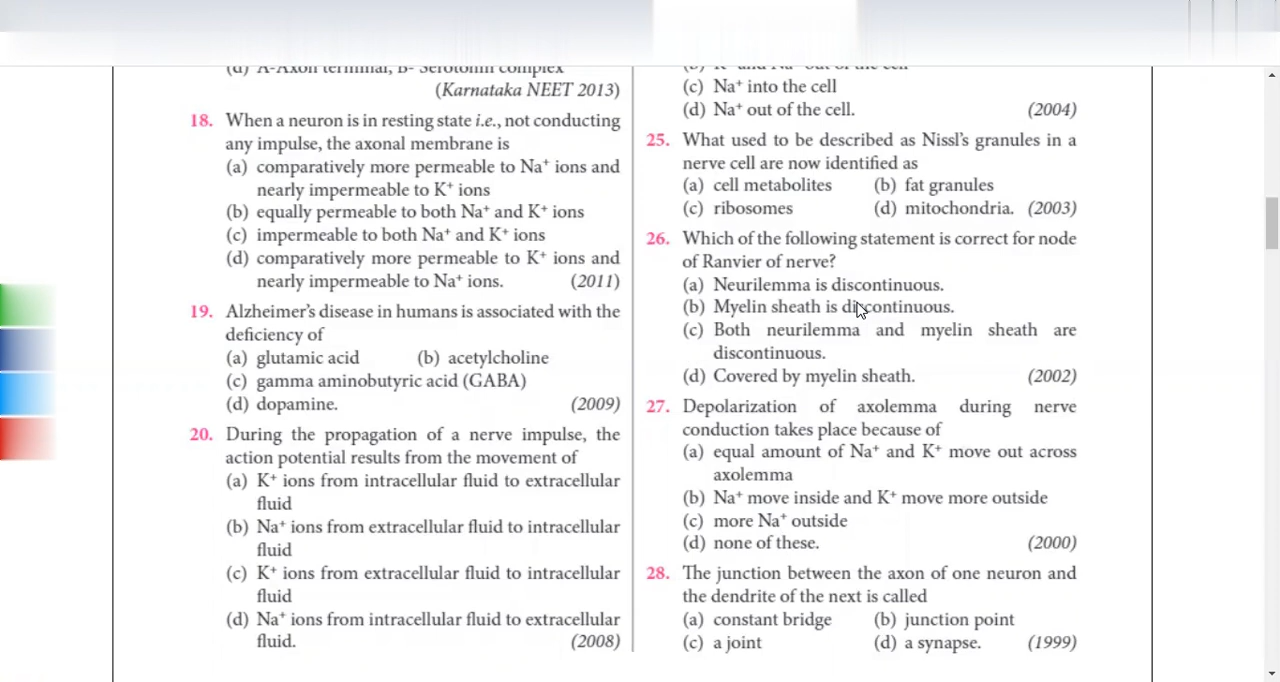 (d) A-Axon terminal, B- Serotonin complex
(Karnataka NEET 2013)
18. When a neuron is in resting state i.e., not conducting
any impulse, the axonal membrane is
(a) comparatively more permeable to Na⁺ ions and
nearly impermeable to K⁺ ions
(b) equally permeable to both Na⁺ and K⁺ ions
(c) impermeable to both Na⁺ and K⁺ ions
(d) comparatively more permeable to K⁺ ions and
nearly impermeable to Na⁺ ions. (2011)
19. Alzheimer's disease in humans is associated with the
deficiency of
(a) glutamic acid (b) acetylcholine
(c) gamma aminobutyric acid (GABA)
(d) dopamine. (2009)
20. During the propagation of a nerve impulse, the
action potential results from the movement of
(a) K⁺ ions from intracellular fluid to extracellular
fluid
(b) Na⁺ ions from extracellular fluid to intracellular
fluid
(c) K⁺ ions from extracellular fluid to intracellular
fluid
(d) Na⁺ ions from intracellular fluid to extracellular
fluid. (2008)
(b) K⁺ and Na⁺ out of the cell
(c) Na⁺ into the cell
(d) Na⁺ out of the cell. (2004)
25. What used to be described as Nissl's granules in a
nerve cell are now identified as
(a) cell metabolites (b) fat granules
(c) ribosomes (d) mitochondria. (2003)
26. Which of the following statement is correct for node
of Ranvier of nerve?
(a) Neurilemma is discontinuous.
(b) Myelin sheath is discontinuous.
(c) Both neurilemma and myelin sheath are
discontinuous.
(d) Covered by myelin sheath. (2002)
27. Depolarization of axolemma during nerve
conduction takes place because of
(a) equal amount of Na⁺ and K⁺ move out across
axolemma
(b) Na⁺ move inside and K⁺ move more outside
(c) more Na⁺ outside
(d) none of these. (2000)
28. The junction between the axon of one neuron and
the dendrite of the next is called
(a) constant bridge (b) junction point
(c) a joint (d) a synapse. (1999)